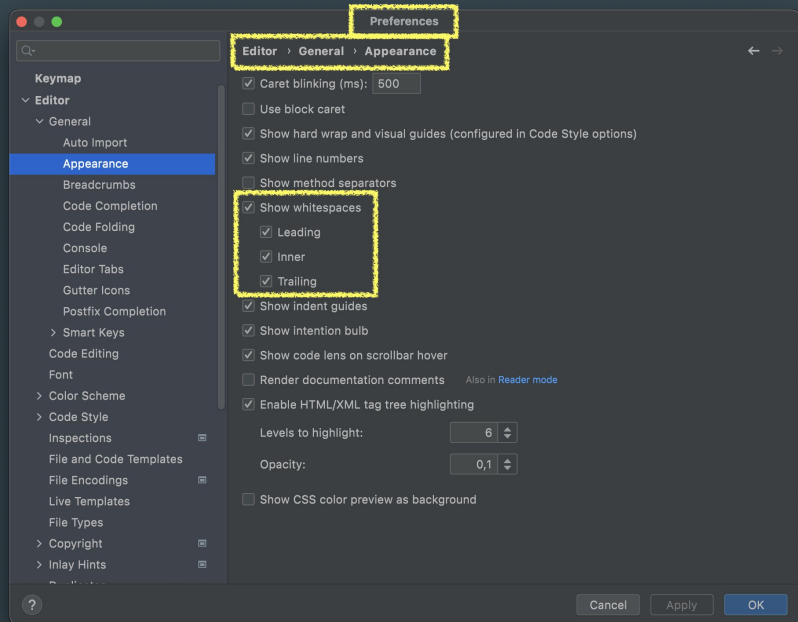 Preferences
Keymap
Editor
General
Auto Import
Appearance
Breadcrumbs
Code Completion
Code Folding
Console
Editor Tabs
Gutter Icons
Postfix Completion
Smart Keys
Code Editing
Font
Color Scheme
Code Style
Inspections
File and Code Templates
File Encodings
Live Templates
File Types
Copyright
Inlay Hints
Editor › General › Appearance
Caret blinking (ms): 500
Use block caret
Show hard wrap and visual guides (configured in Code Style options)
Show line numbers
Show method separators
Show whitespaces
Leading
Inner
Trailing
Show indent guides
Show intention bulb
Show code lens on scrollbar hover
Render documentation comments Also in Reader mode
Enable HTML/XML tag tree highlighting
Levels to highlight: 6
Opacity: 0,1
Show CSS color preview as background
? Cancel Apply OK